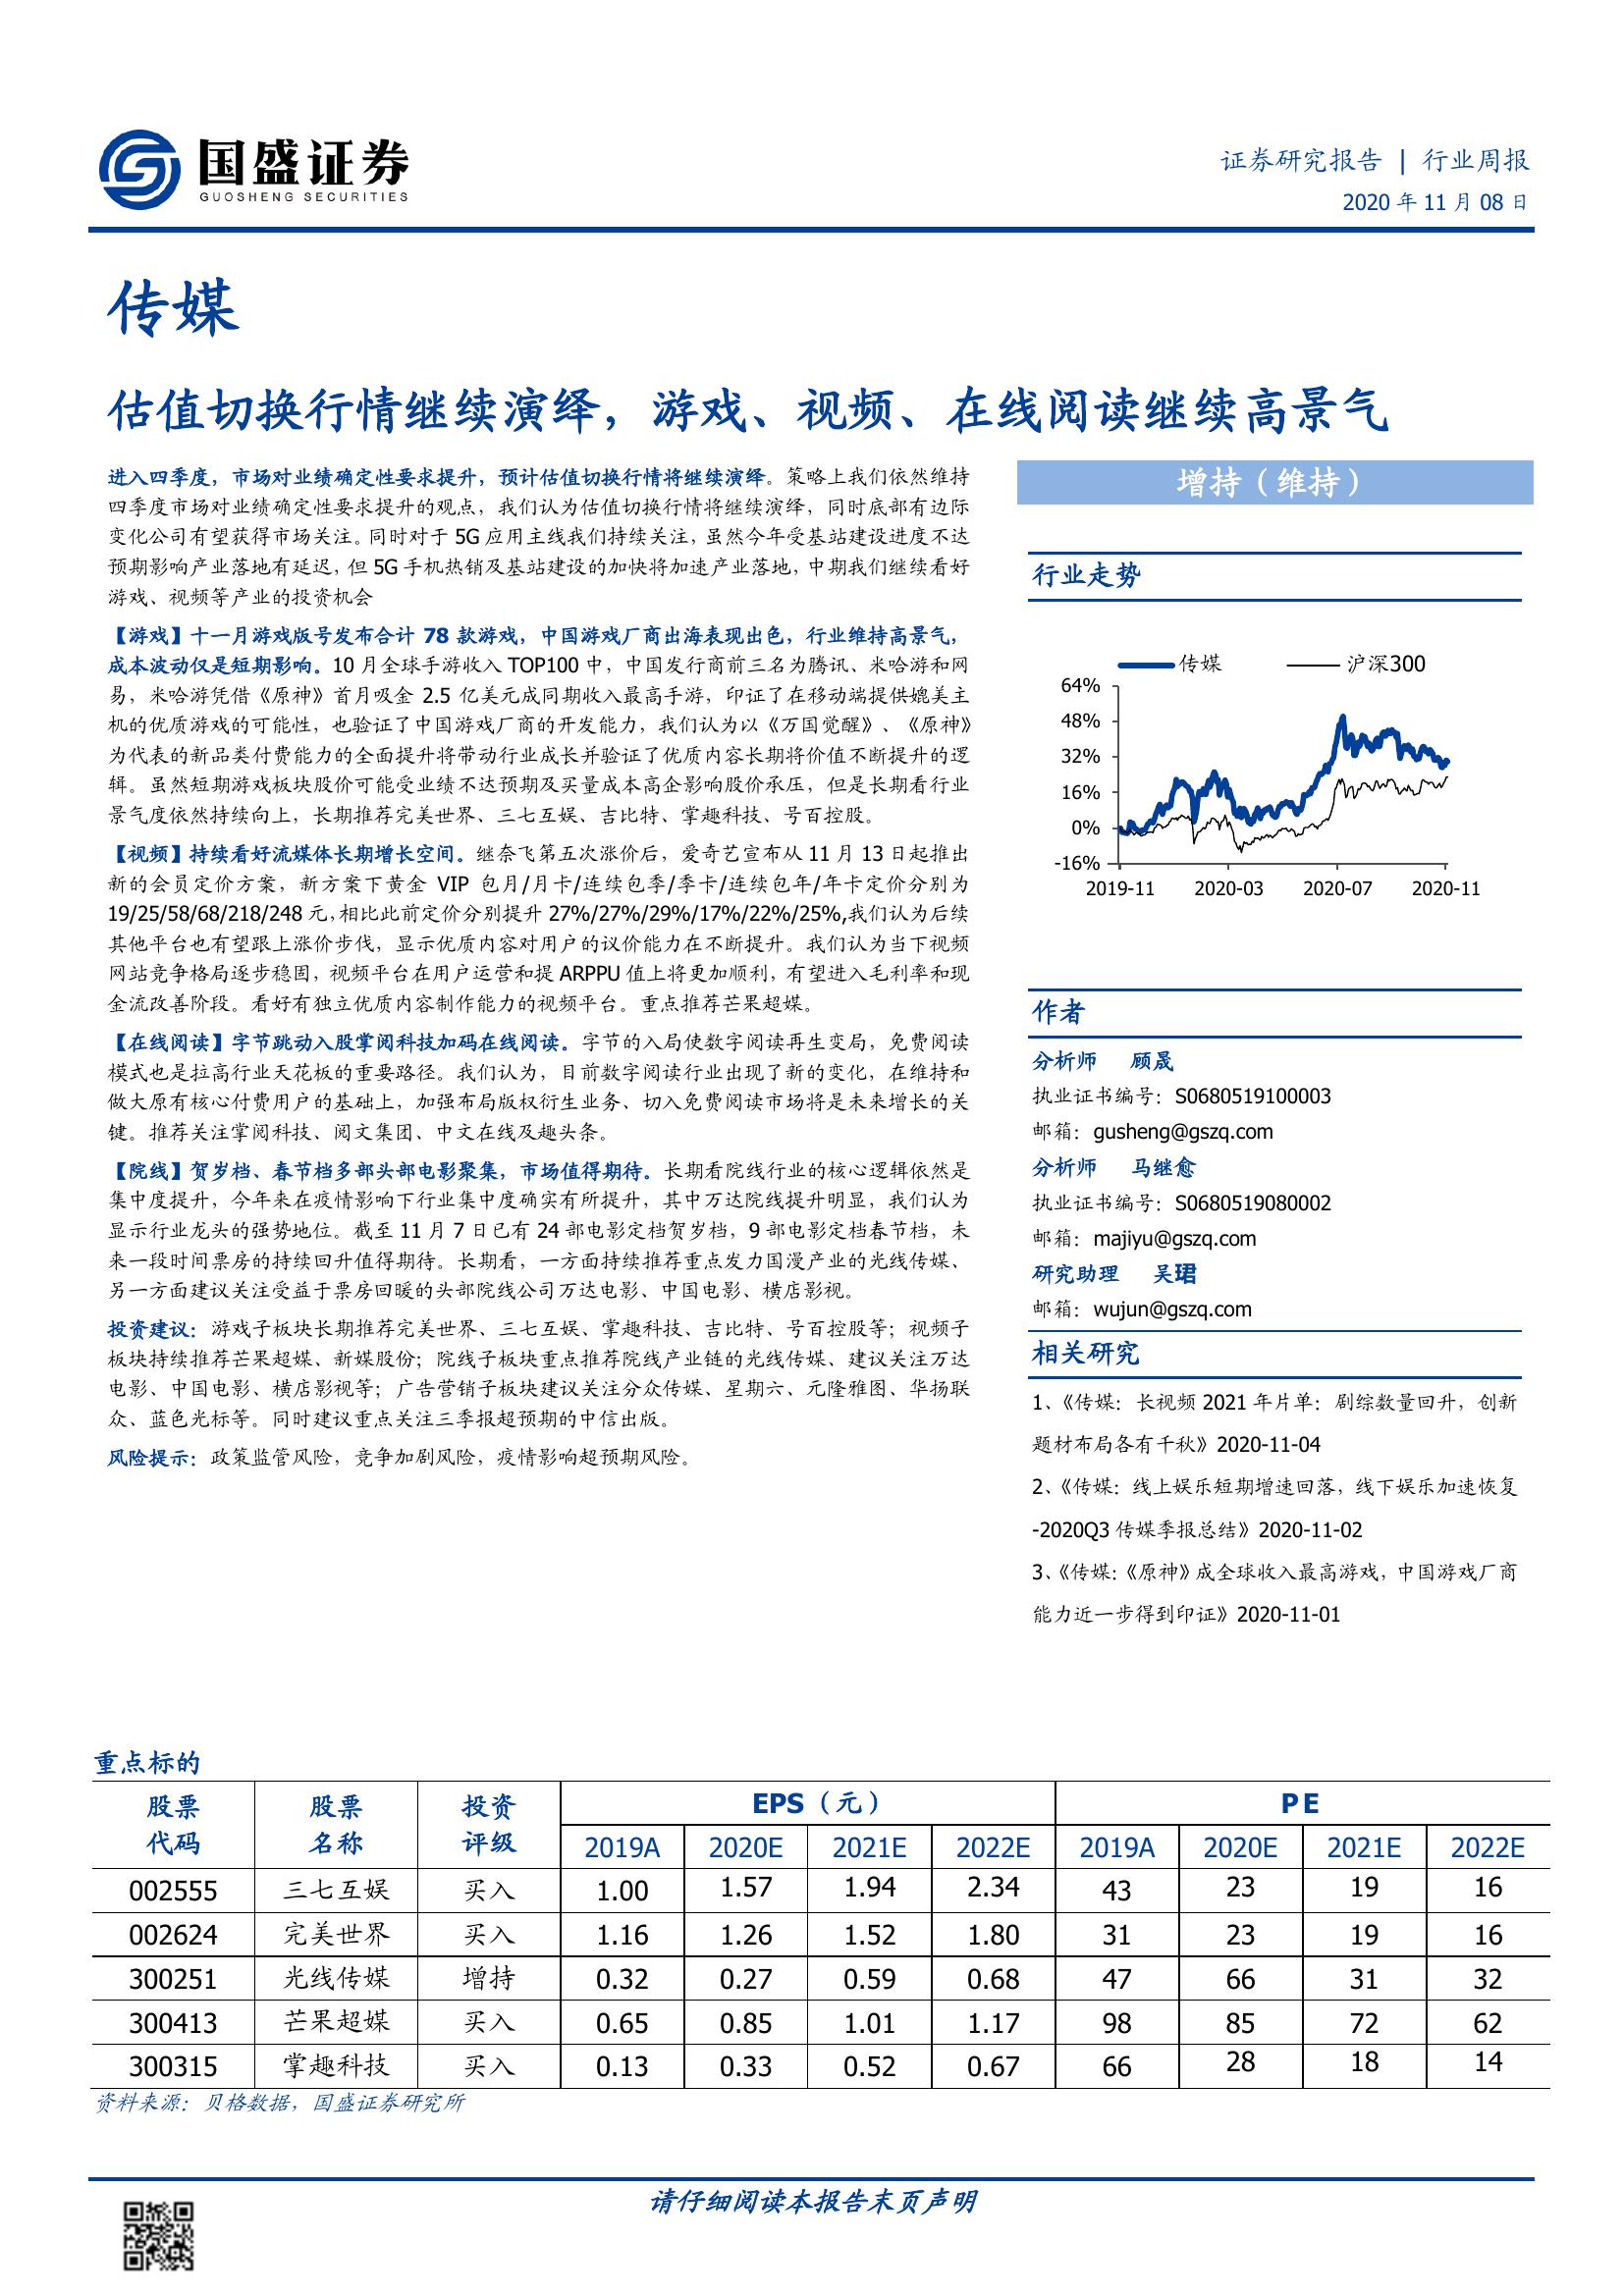 国盛证券
GUOSHENG SECURITIES
证券研究报告 | 行业周报
2020 年 11 月 08 日
传媒
估值切换行情继续演绎，游戏、视频、在线阅读继续高景气
进入四季度，市场对业绩确定性要求提升，预计估值切换行情将继续演绎。策略上我们依然维持
四季度市场对业绩确定性要求提升的观点，我们认为估值切换行情将继续演绎，同时底部有边际
变化公司有望获得市场关注。同时对于 5G 应用主线我们持续关注，虽然今年受基站建设进度不达
预期影响产业落地有延迟，但 5G 手机热销及基站建设的加快将加速产业落地，中期我们继续看好
游戏、视频等产业的投资机会
【游戏】十一月游戏版号发布合计 78 款游戏，中国游戏厂商出海表现出色，行业维持高景气，
成本波动仅是短期影响。10 月全球手游收入 TOP100 中，中国发行商前三名为腾讯、米哈游和网
易，米哈游凭借《原神》首月吸金 2.5 亿美元成同期收入最高手游，印证了在移动端提供媲美主
机的优质游戏的可能性，也验证了中国游戏厂商的开发能力，我们认为以《万国觉醒》、《原神》
为代表的新品类付费能力的全面提升将带动行业成长并验证了优质内容长期将价值不断提升的逻
辑。虽然短期游戏板块股价可能受业绩不达预期及买量成本高企影响股价承压，但是长期看行业
景气度依然持续向上，长期推荐完美世界、三七互娱、吉比特、掌趣科技、号百控股。
【视频】持续看好流媒体长期增长空间。继奈飞第五次涨价后，爱奇艺宣布从 11 月 13 日起推出
新的会员定价方案，新方案下黄金 VIP 包月/月卡/连续包季/季卡/连续包年/年卡定价分别为
19/25/58/68/218/248 元，相比此前定价分别提升 27%/27%/29%/17%/22%/25%,我们认为后续
其他平台也有望跟上涨价步伐，显示优质内容对用户的议价能力在不断提升。我们认为当下视频
网站竞争格局逐步稳固，视频平台在用户运营和提 ARPPU 值上将更加顺利，有望进入毛利率和现
金流改善阶段。看好有独立优质内容制作能力的视频平台。重点推荐芒果超媒。
【在线阅读】字节跳动入股掌阅科技加码在线阅读。字节的入局使数字阅读再生变局，免费阅读
模式也是拉高行业天花板的重要路径。我们认为，目前数字阅读行业出现了新的变化，在维持和
做大原有核心付费用户的基础上，加强布局版权衍生业务、切入免费阅读市场将是未来增长的关
键。推荐关注掌阅科技、阅文集团、中文在线及趣头条。
【院线】贺岁档、春节档多部头部电影聚集，市场值得期待。长期看院线行业的核心逻辑依然是
集中度提升，今年来在疫情影响下行业集中度确实有所提升，其中万达院线提升明显，我们认为
显示行业龙头的强势地位。截至 11 月 7 日已有 24 部电影定档贺岁档，9 部电影定档春节档，未
来一段时间票房的持续回升值得期待。长期看，一方面持续推荐重点发力国漫产业的光线传媒、
另一方面建议关注受益于票房回暖的头部院线公司万达电影、中国电影、横店影视。
投资建议：游戏子板块长期推荐完美世界、三七互娱、掌趣科技、吉比特、号百控股等；视频子
板块持续推荐芒果超媒、新媒股份；院线子板块重点推荐院线产业链的光线传媒、建议关注万达
电影、中国电影、横店影视等；广告营销子板块建议关注分众传媒、星期六、元隆雅图、华扬联
众、蓝色光标等。同时建议重点关注三季报超预期的中信出版。
风险提示：政策监管风险，竞争加剧风险，疫情影响超预期风险。
增持（维持）
行业走势
传媒 沪深300
64%
48%
32%
16%
0%
-16%
2019-11 2020-03 2020-07 2020-11
作者
分析师 顾晟
执业证书编号：S0680519100003
邮箱：gusheng@gszq.com
分析师 马继愈
执业证书编号：S0680519080002
邮箱：majiyu@gszq.com
研究助理 吴珺
邮箱：wujun@gszq.com
相关研究
1、《传媒：长视频 2021 年片单：剧综数量回升，创新
题材布局各有千秋》2020-11-04
2、《传媒：线上娱乐短期增速回落，线下娱乐加速恢复
-2020Q3 传媒季报总结》2020-11-02
3、《传媒：《原神》成全球收入最高游戏，中国游戏厂商
能力近一步得到印证》2020-11-01
重点标的
股票 股票 投资 EPS（元） PE
代码 名称 评级 2019A 2020E 2021E 2022E 2019A 2020E 2021E 2022E
002555 三七互娱 买入 1.00 1.57 1.94 2.34 43 23 19 16
002624 完美世界 买入 1.16 1.26 1.52 1.80 31 23 19 16
300251 光线传媒 增持 0.32 0.27 0.59 0.68 47 66 31 32
300413 芒果超媒 买入 0.65 0.85 1.01 1.17 98 85 72 62
300315 掌趣科技 买入 0.13 0.33 0.52 0.67 66 28 18 14
资料来源：贝格数据，国盛证券研究所
请仔细阅读本报告末页声明